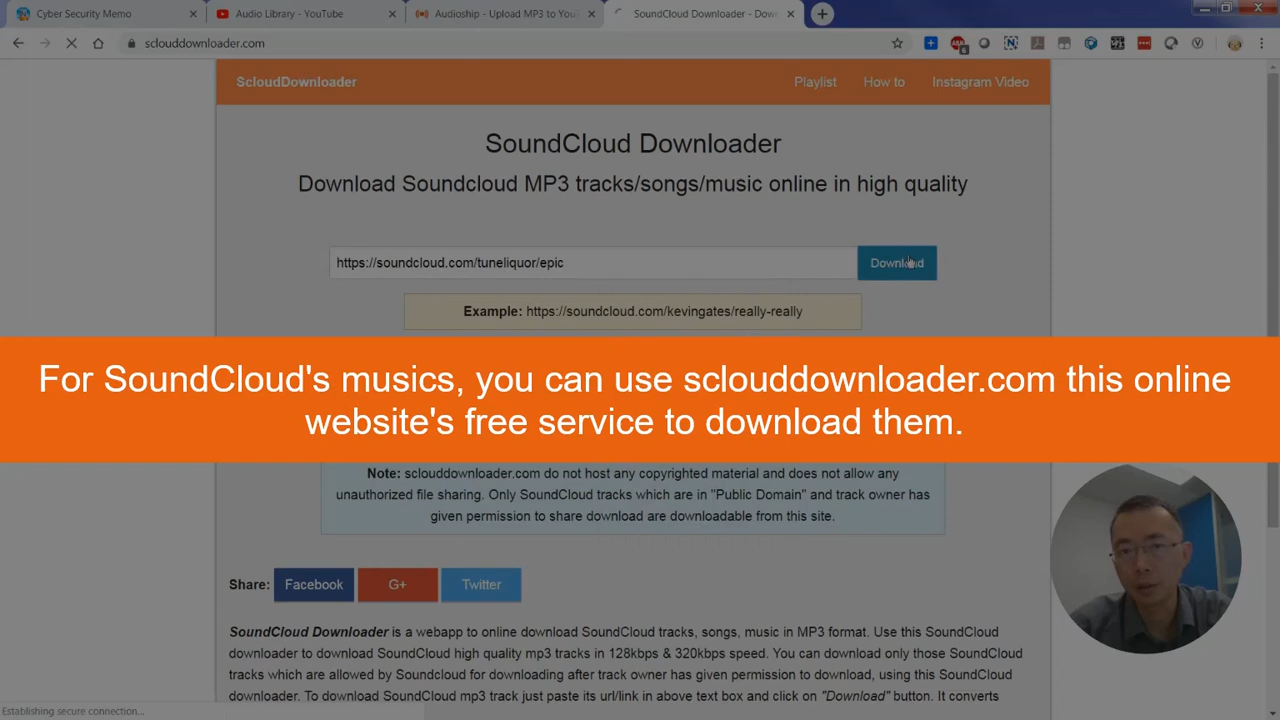 Cyber Security Memo
Audio Library - YouTube
Audioship - Upload MP3 to You
SoundCloud Downloader - Dow
sclouddownloader.com
ScloudDownloader
Playlist
How to
Instagram Video
SoundCloud Downloader
Download Soundcloud MP3 tracks/songs/music online in high quality
https://soundcloud.com/tuneliquor/epic
Download
Example: https://soundcloud.com/kevingates/really-really
For SoundCloud's musics, you can use sclouddownloader.com this online
website's free service to download them.
Note: sclouddownloader.com do not host any copyrighted material and does not allow any
unauthorized file sharing. Only SoundCloud tracks which are in "Public Domain" and track owner has
given permission to share download are downloadable from this site.
Share:
Facebook
G+
Twitter
SoundCloud Downloader is a webapp to online download SoundCloud tracks, songs, music in MP3 format. Use this SoundCloud
downloader to download SoundCloud high quality mp3 tracks in 128kbps & 320kbps speed. You can download only those SoundCloud
tracks which are allowed by Soundcloud for downloading after track owner has given permission to download, using this SoundCloud
downloader. To download SoundCloud mp3 track just paste its url/link in above text box and click on "Download" button. It converts
Establishing secure connection...